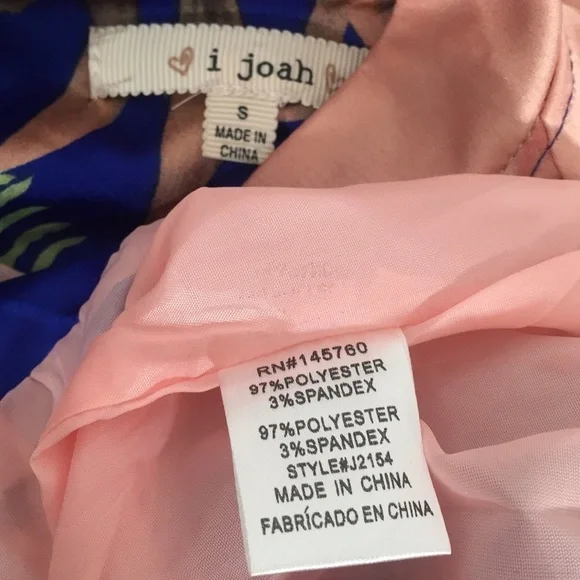 i joah
S
MADE IN
CHINA
RN#145760
97%POLYESTER
3%SPANDEX
97%POLYESTER
3%SPANDEX
STYLE#J2154
MADE IN CHINA
FABRÍCADO EN CHINA